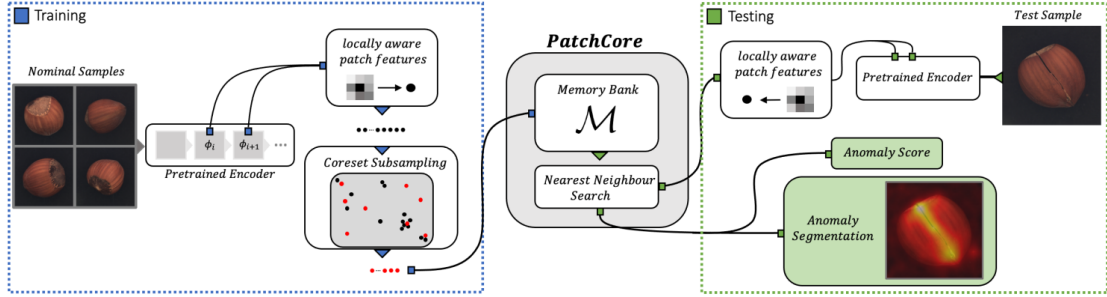 Training
Nominal Samples
ϕi
ϕi+1
...
Pretrained Encoder
locally aware
patch features
Coreset Subsampling
PatchCore
Memory Bank
M
Nearest Neighbour
Search
Testing
locally aware
patch features
Pretrained Encoder
Test Sample
Anomaly Score
Anomaly
Segmentation